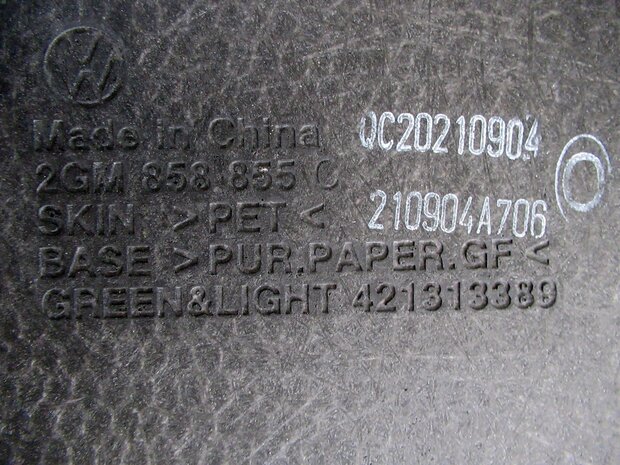 Made in China QC20210904
2GM 858 855 C
SKIN >PET< 210904A706
BASE >PUR.PAPER.GF<
GREEN&LIGHT 421313389